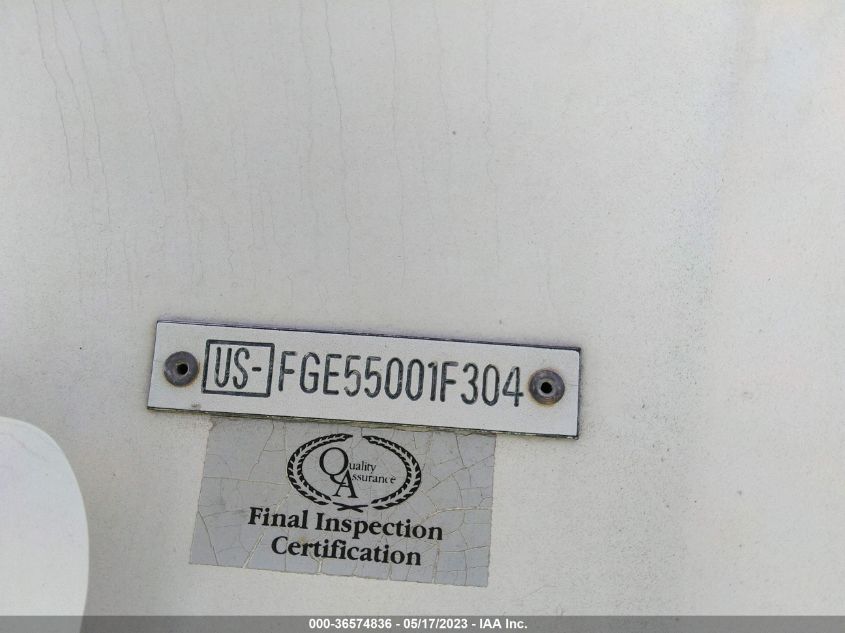 US-FGE55001F304
Quality
Assurance
Final Inspection
Certification
000-36574836 - 05/17/2023 - IAA Inc.